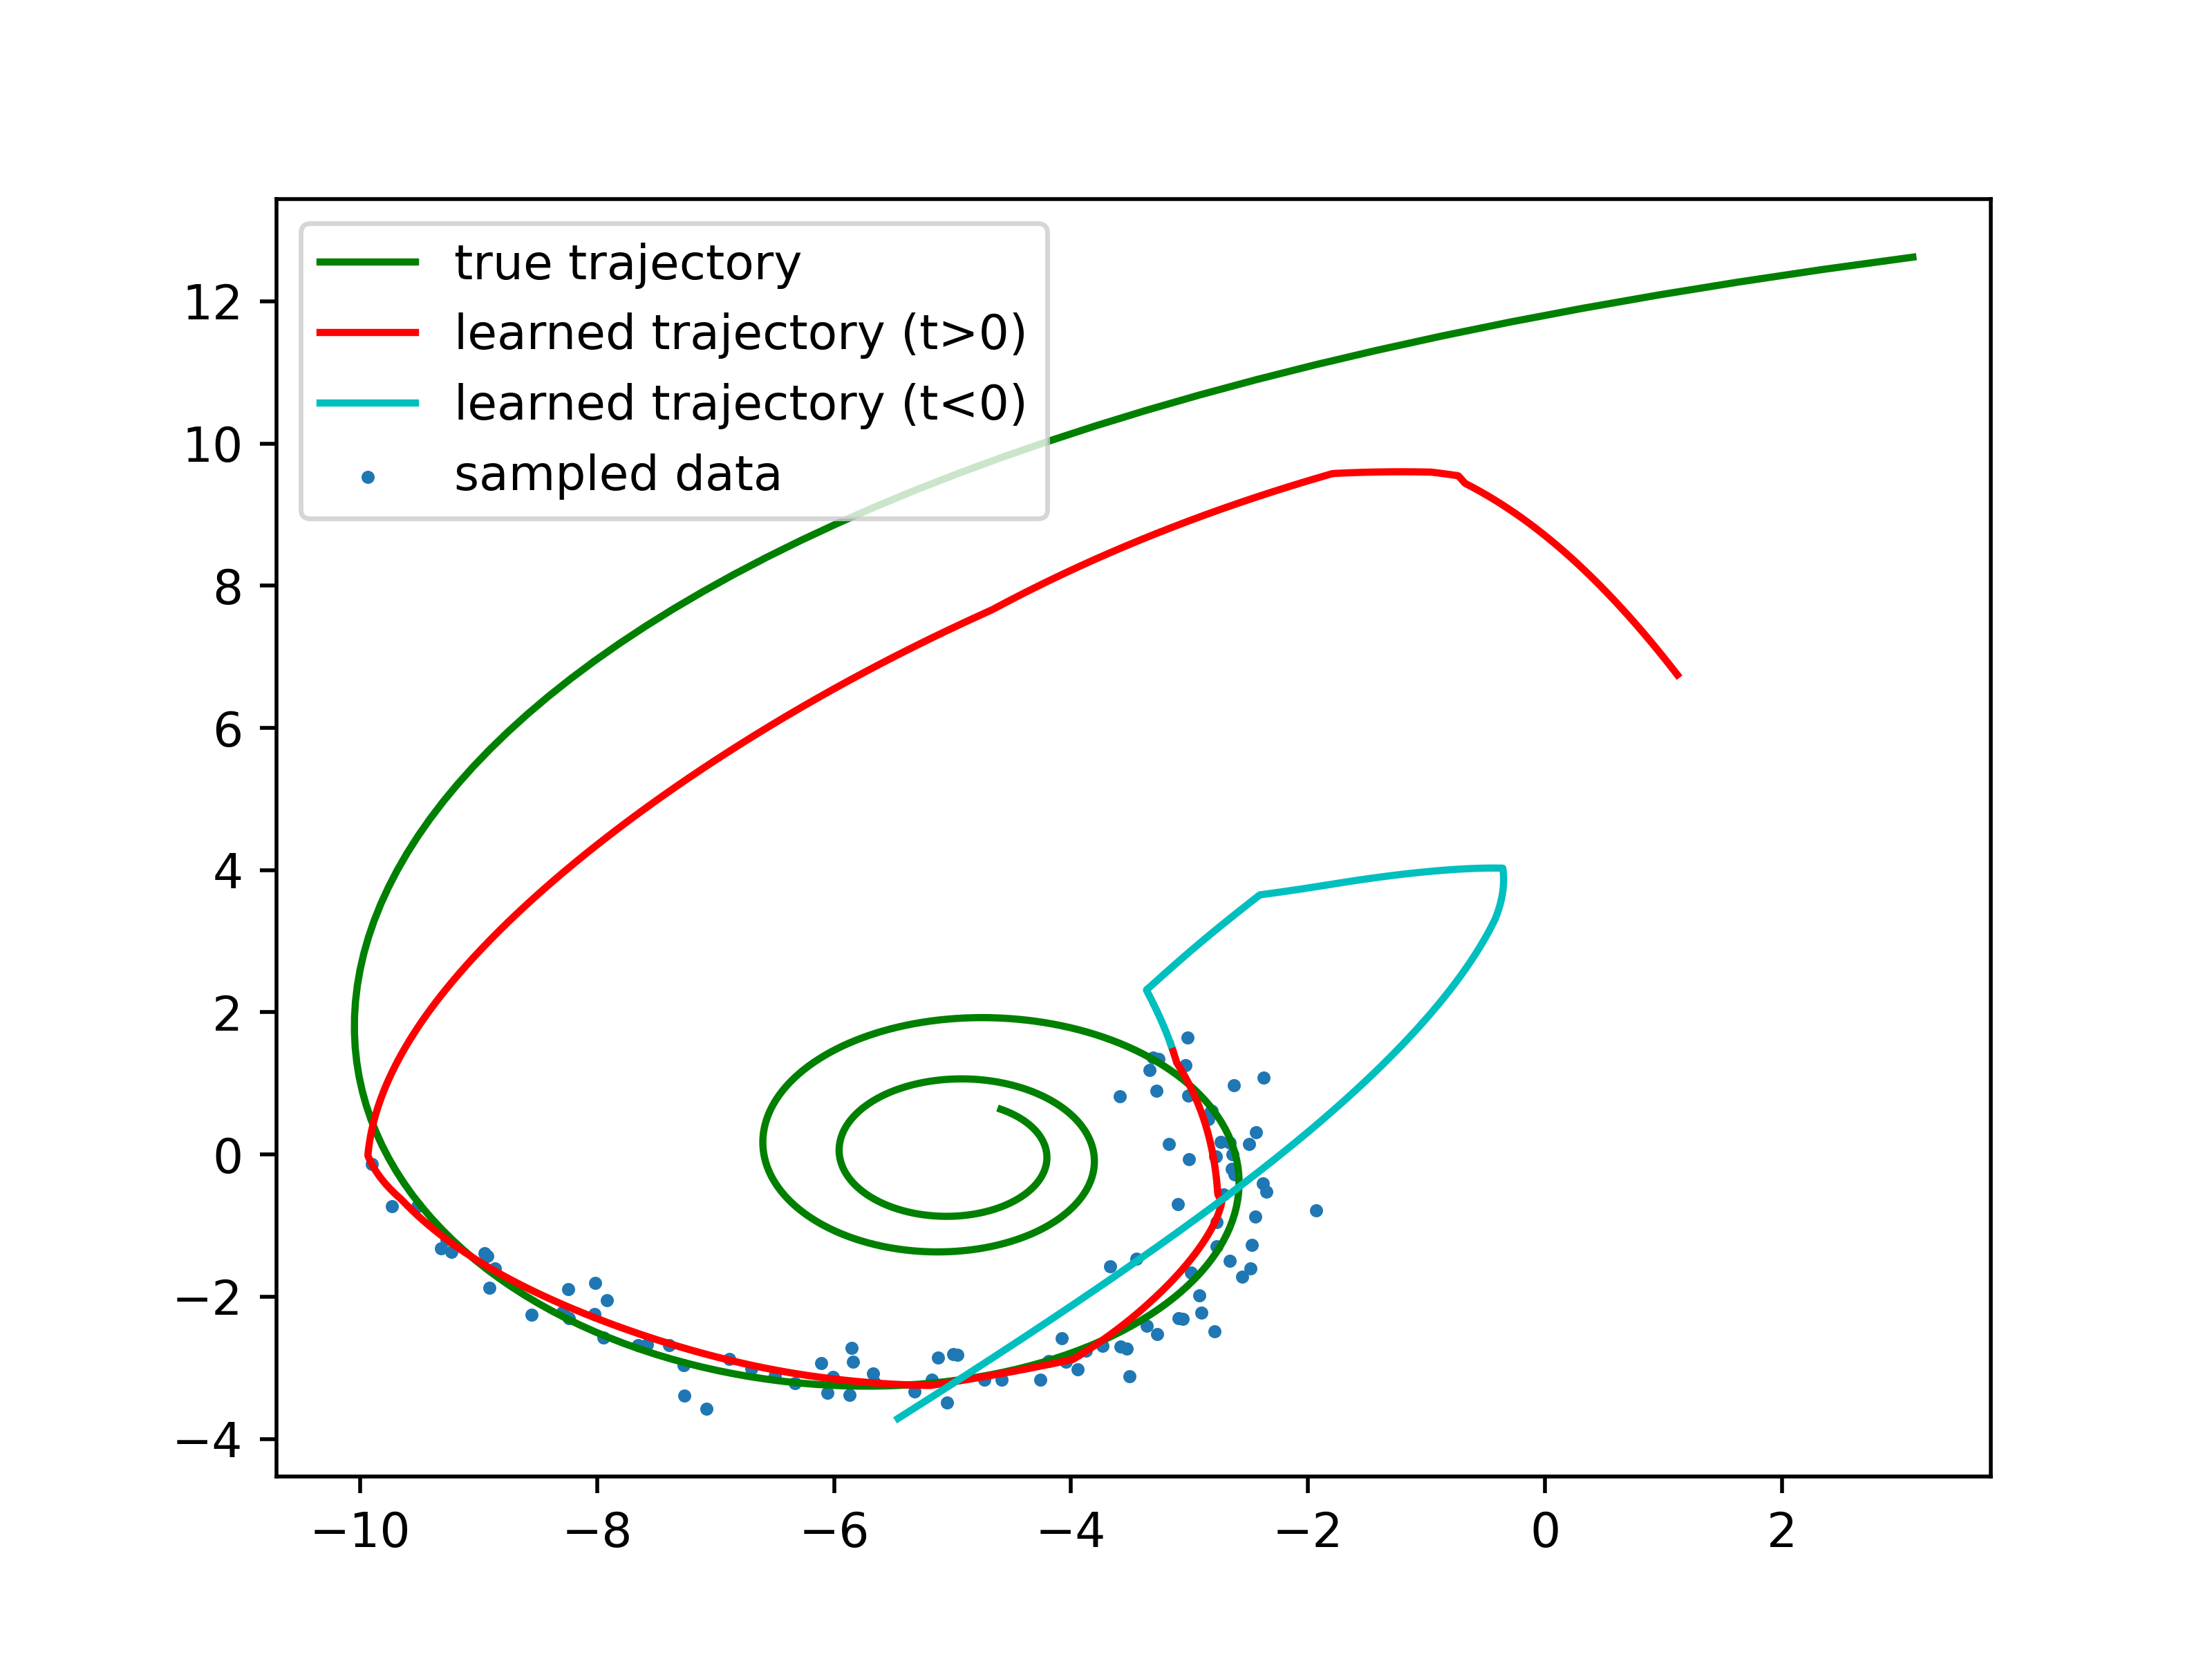 true trajectory
learned trajectory (t>0)
learned trajectory (t<0)
sampled data
12
10
8
6
4
2
0
−2
−4
−10 −8 −6 −4 −2 0 2